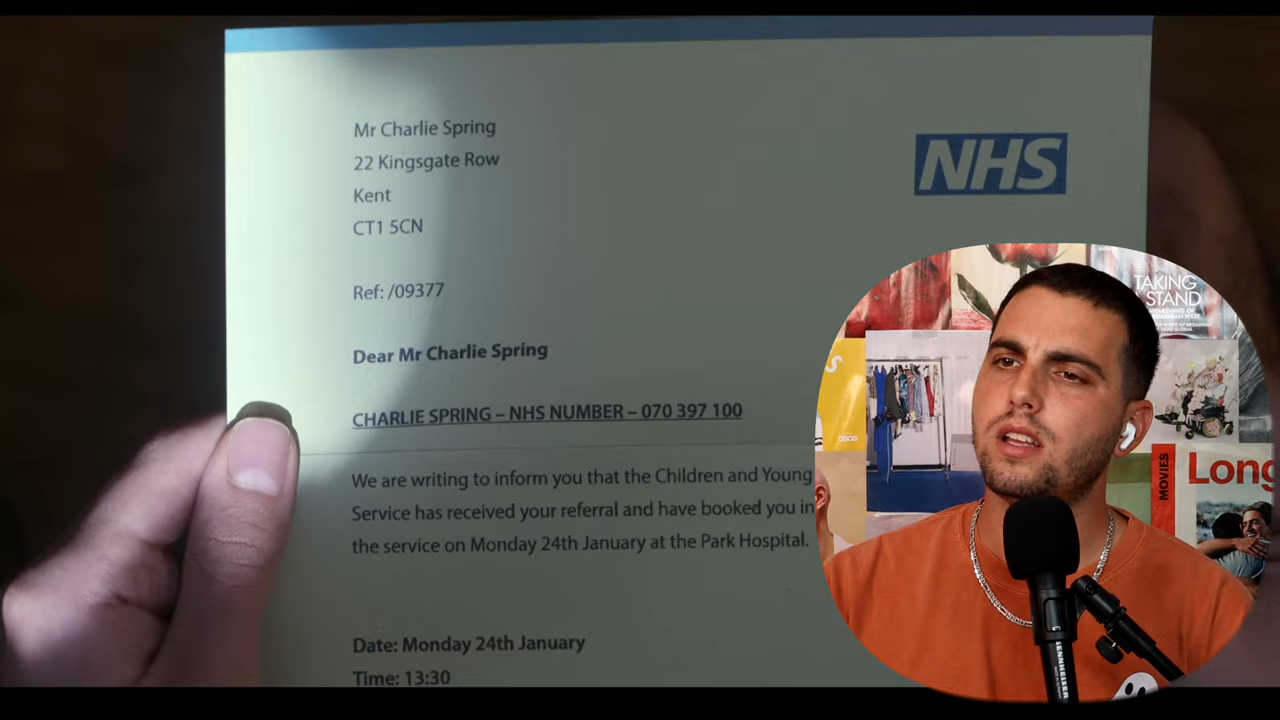 Mr Charlie Spring
22 Kingsgate Row
Kent
CT1 5CN
NHS
Ref: /09377
Dear Mr Charlie Spring
CHARLIE SPRING – NHS NUMBER – 070 397 100
We are writing to inform you that the Children and Young
Service has received your referral and have booked you in
the service on Monday 24th January at the Park Hospital.
Date: Monday 24th January
Time: 13:30
TAKING
STAND
S
asos
MOVIES
Long
SENNHEISER